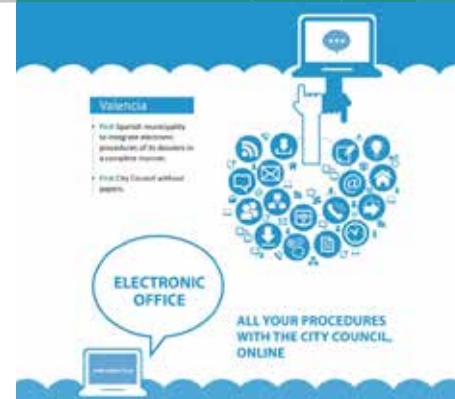 Valencia
• First Spanish municipality
to integrate electronic
procedures of its dossiers in
a complete manner.
• First City Council without
papers.
ELECTRONIC
OFFICE
ALL YOUR PROCEDURES
WITH THE CITY COUNCIL,
ONLINE